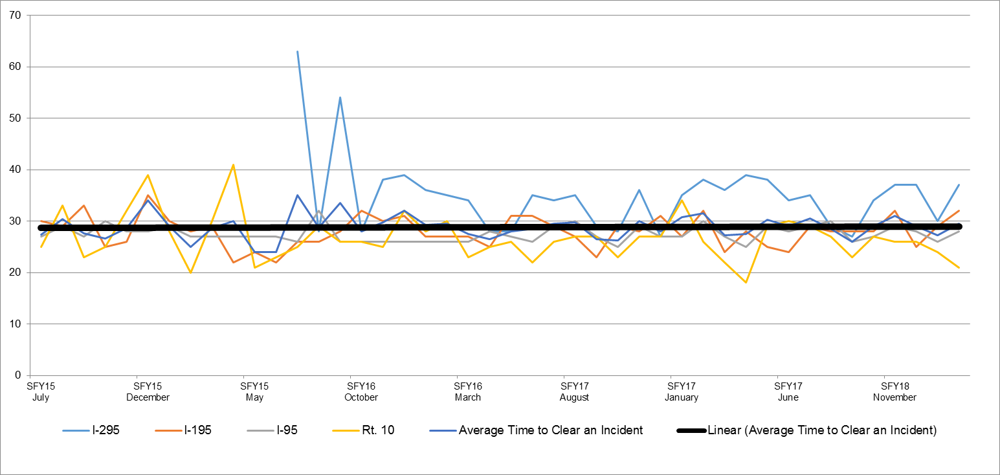 70
60
50
40
30
20
10
0
SFY15 SFY15 SFY15 SFY16 SFY16 SFY17 SFY17 SFY17 SFY18
July December May October March August January June November
I-295 I-195 I-95 Rt. 10 Average Time to Clear an Incident Linear (Average Time to Clear an Incident)